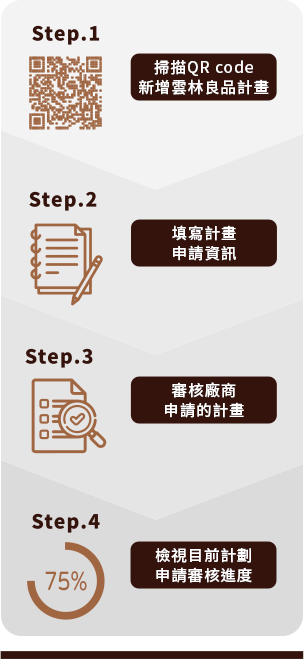 Step.1
掃描QR code
新增雲林良品計畫
Step.2
填寫計畫
申請資訊
Step.3
審核廠商
申請的計畫
Step.4
75%
檢視目前計劃
申請審核進度